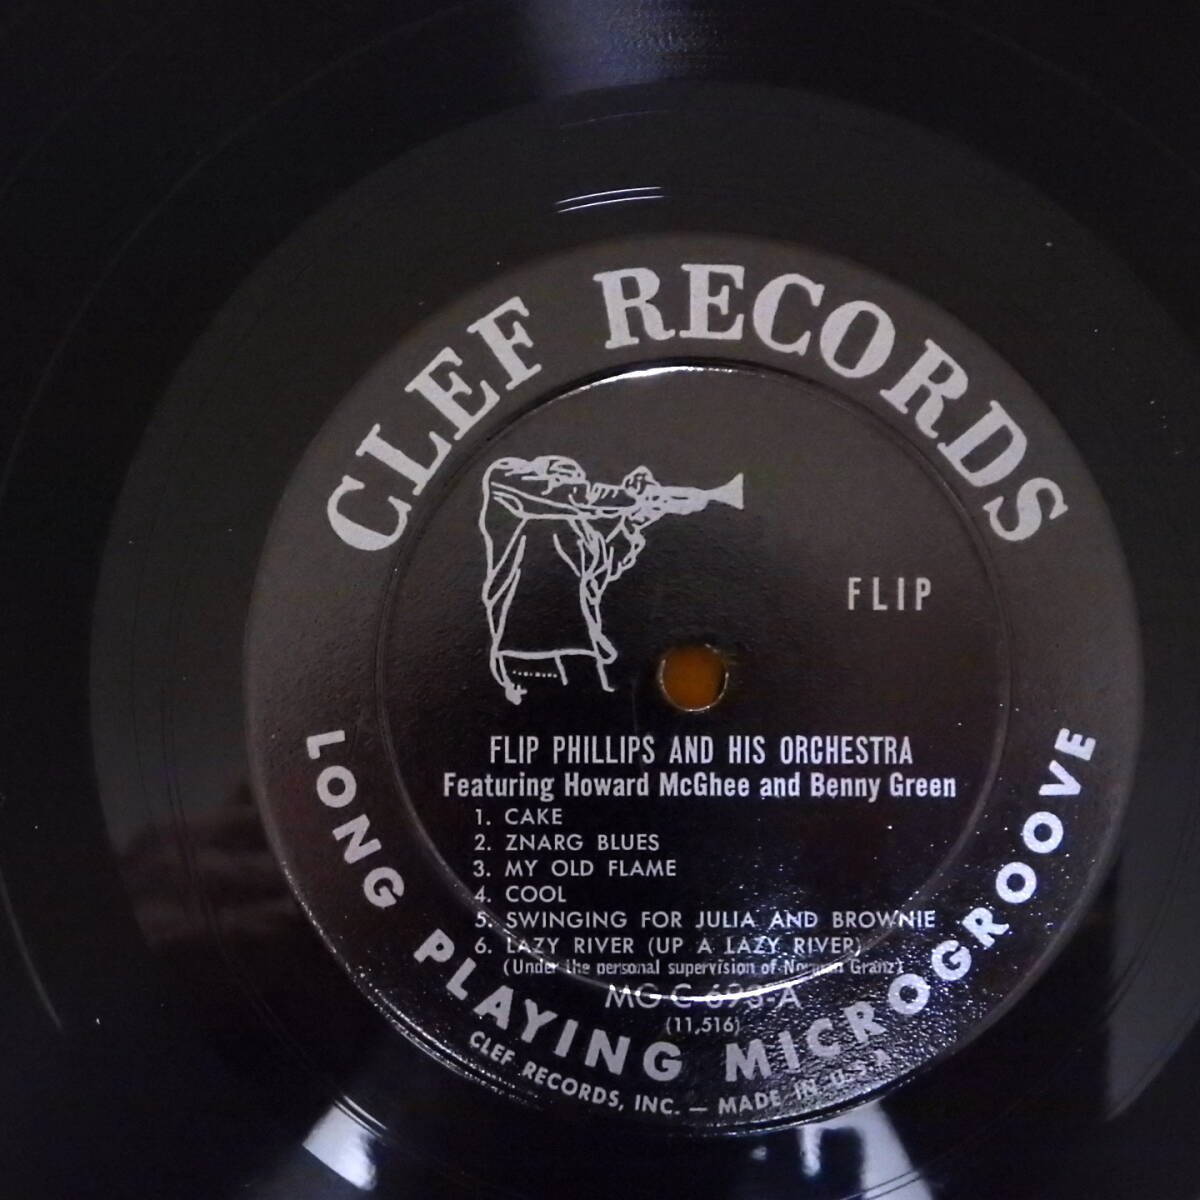 CLEF RECORDS
FLIP
FLIP PHILLIPS AND HIS ORCHESTRA
Featuring Howard McGhee and Benny Green
1. CAKE
2. ZNARG BLUES
3. MY OLD FLAME
4. COOL
5. SWINGING FOR JULIA AND BROWNIE
6. LAZY RIVER (UP A LAZY RIVER)
(Under the personal supervision of Norman Granz)
MG C-693-A
(11,516)
LONG PLAYING MICROGROOVE
CLEF RECORDS, INC. — MADE IN U.S.A.